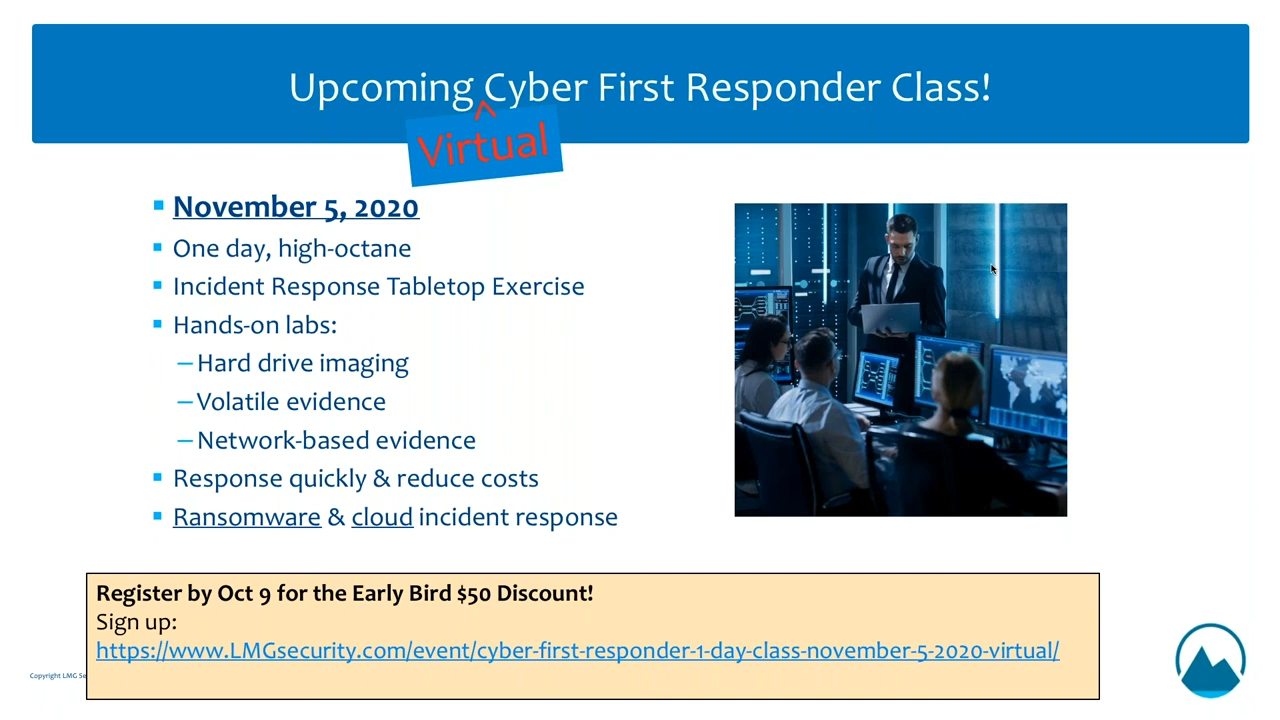 Upcoming Cyber First Responder Class!
^
Virtual
▪ November 5, 2020
▪ One day, high-octane
▪ Incident Response Tabletop Exercise
▪ Hands-on labs:
–Hard drive imaging
–Volatile evidence
–Network-based evidence
▪ Response quickly & reduce costs
▪ Ransomware & cloud incident response
Register by Oct 9 for the Early Bird $50 Discount!
Sign up:
https://www.LMGsecurity.com/event/cyber-first-responder-1-day-class-november-5-2020-virtual/
Copyright LMG